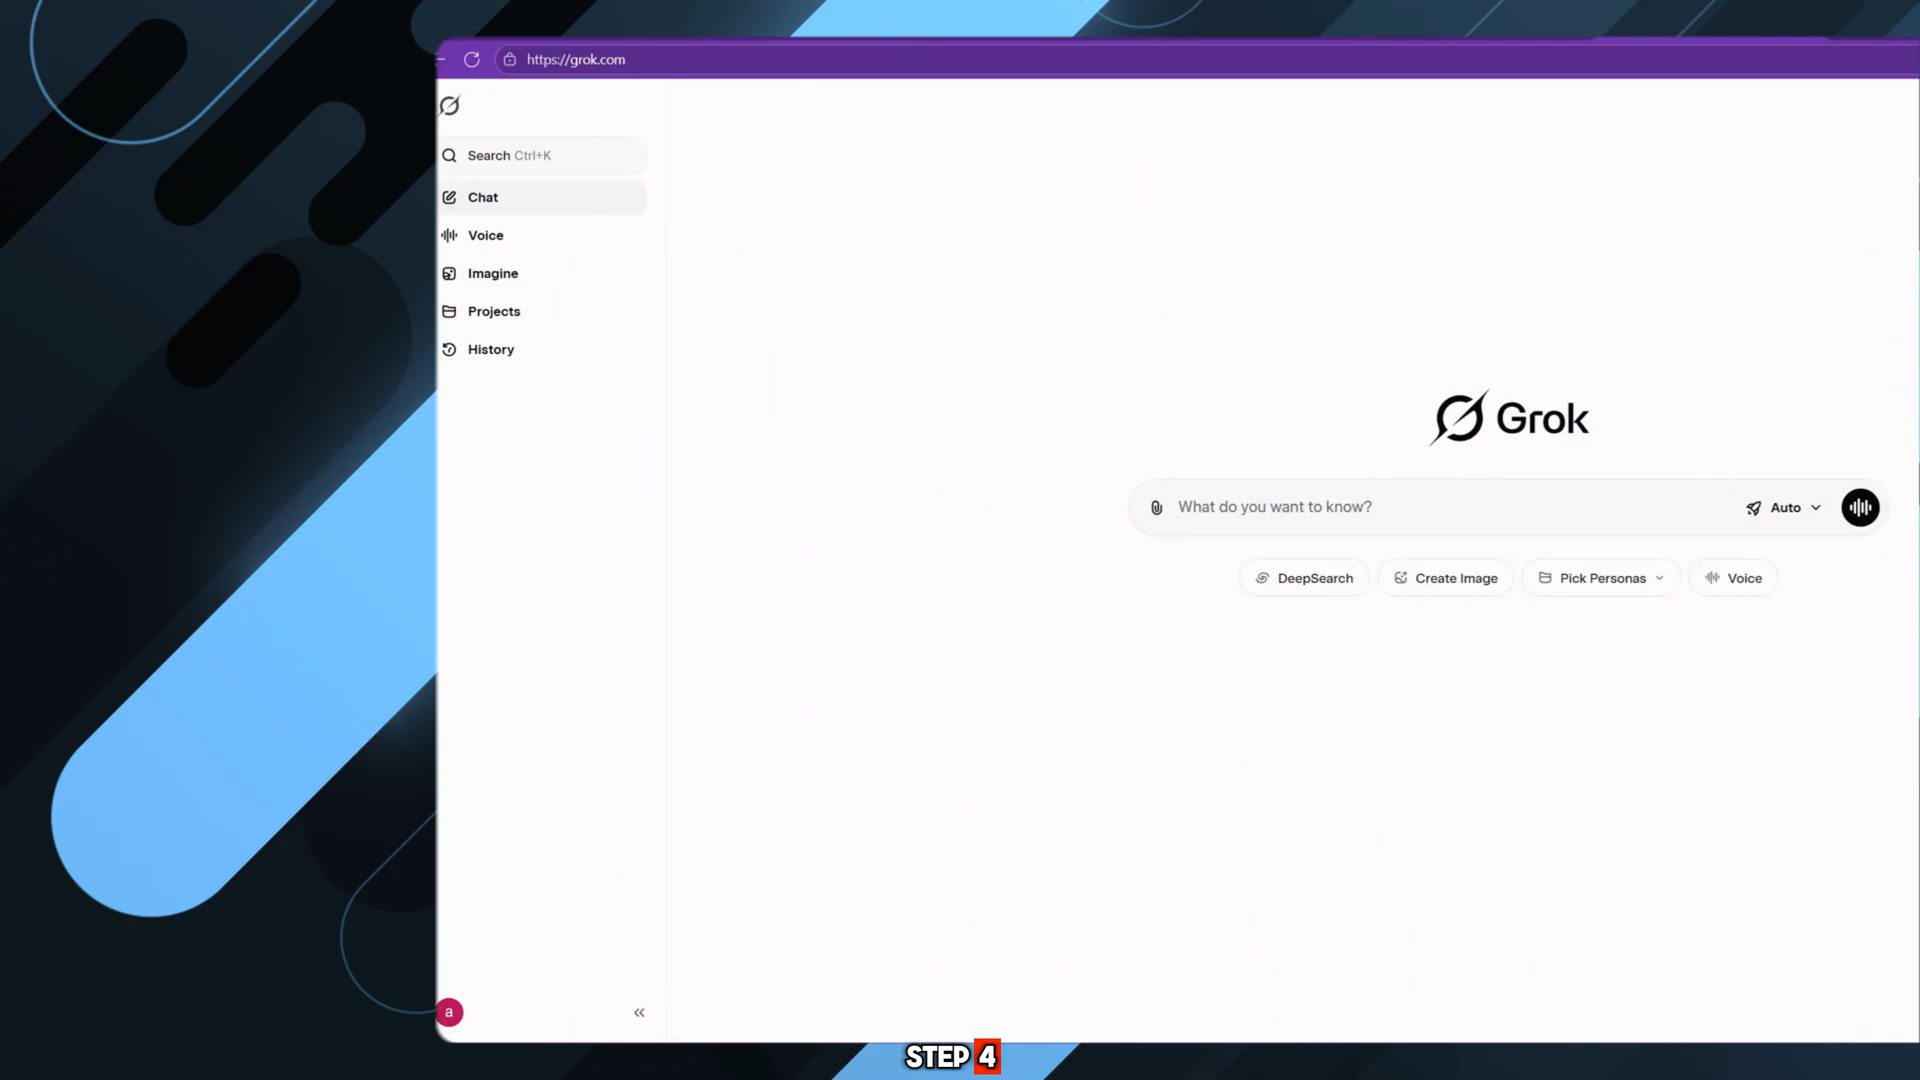 https://grok.com
Search Ctrl+K
Chat
Voice
Imagine
Projects
History
Grok
What do you want to know?
Auto
DeepSearch
Create Image
Pick Personas
Voice
a
STEP 4